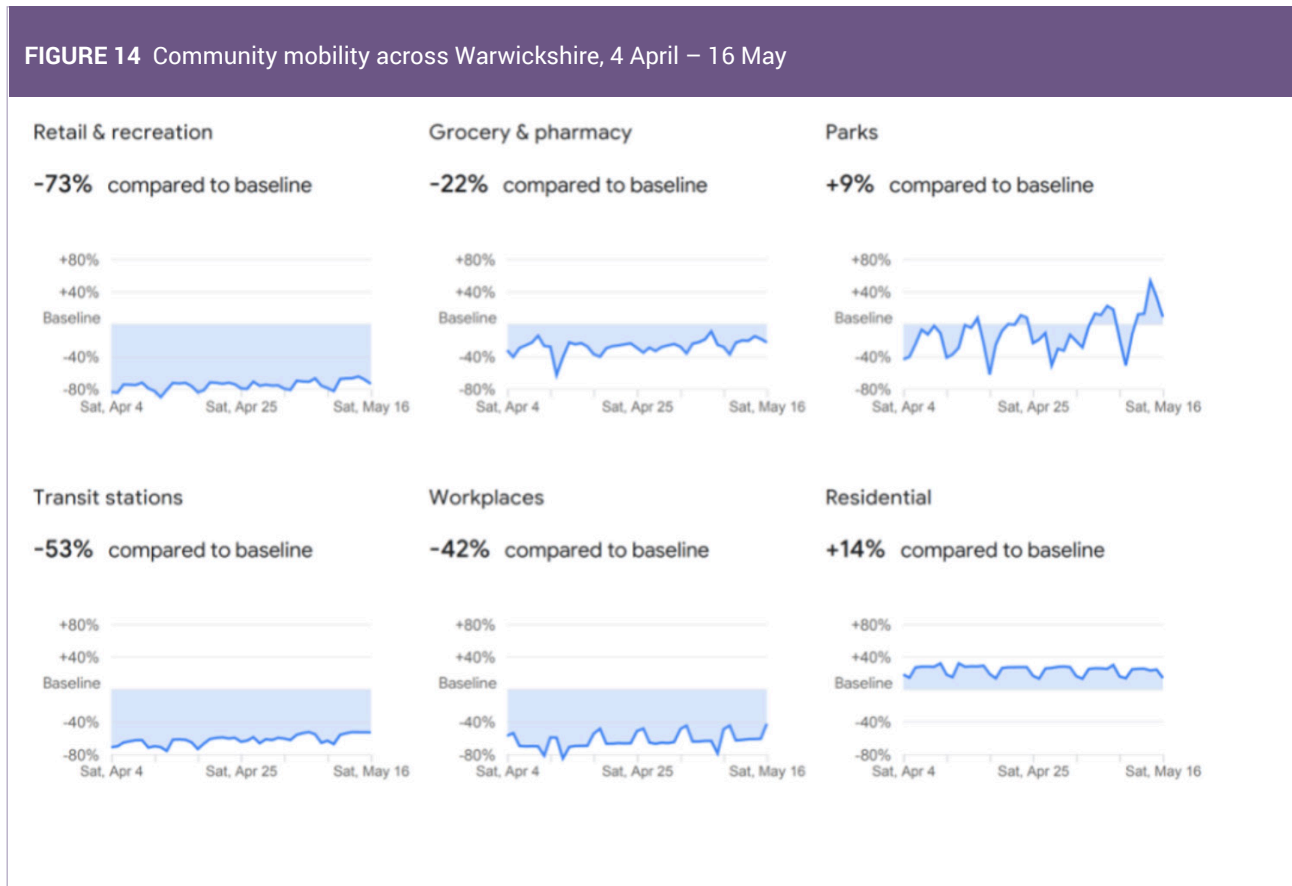 FIGURE 14 Community mobility across Warwickshire, 4 April – 16 May
Retail & recreation
-73% compared to baseline
+80%
+40%
Baseline
-40%
-80%
Sat, Apr 4 Sat, Apr 25 Sat, May 16
Grocery & pharmacy
-22% compared to baseline
+80%
+40%
Baseline
-40%
-80%
Sat, Apr 4 Sat, Apr 25 Sat, May 16
Parks
+9% compared to baseline
+80%
+40%
Baseline
-40%
-80%
Sat, Apr 4 Sat, Apr 25 Sat, May 16
Transit stations
-53% compared to baseline
+80%
+40%
Baseline
-40%
-80%
Sat, Apr 4 Sat, Apr 25 Sat, May 16
Workplaces
-42% compared to baseline
+80%
+40%
Baseline
-40%
-80%
Sat, Apr 4 Sat, Apr 25 Sat, May 16
Residential
+14% compared to baseline
+80%
+40%
Baseline
-40%
-80%
Sat, Apr 4 Sat, Apr 25 Sat, May 16